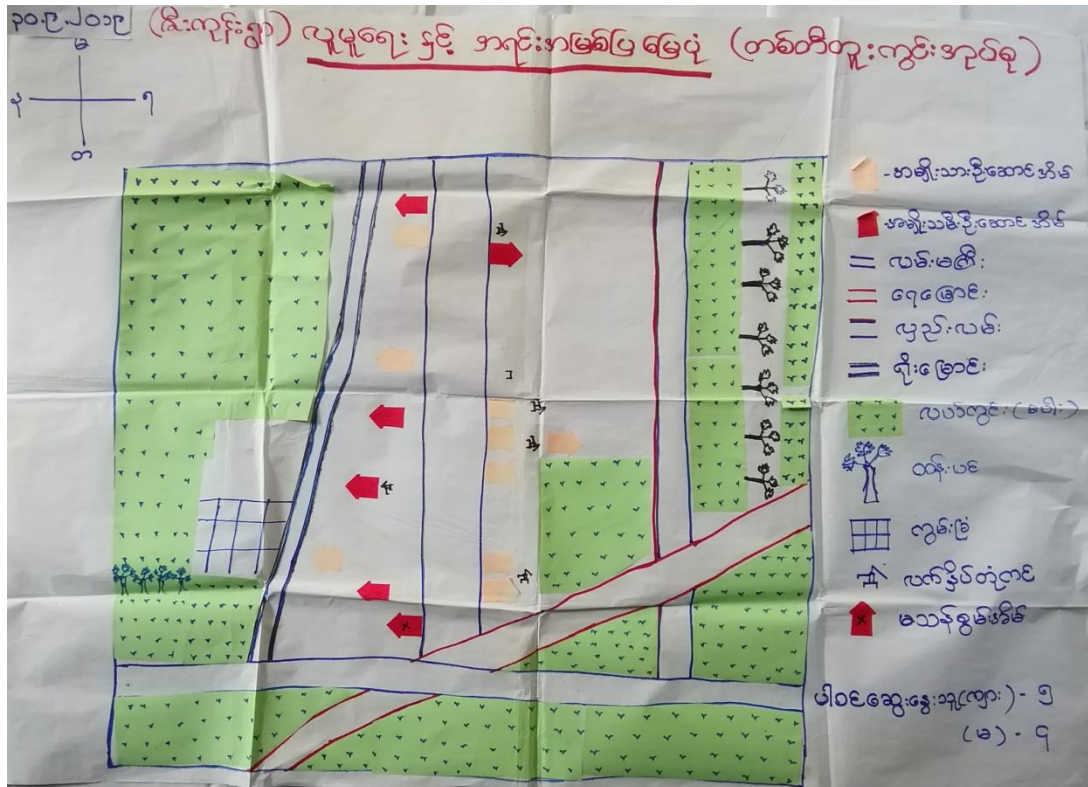 ၃၀.၉.၂၀၁၉ (ဇီးကုန်းရွာ) လူမူရေး နှင့် အရင်းအမြစ်ပြ မြေပုံ (တစ်တီတူးကွင်းအုပ်စု)
မ
န
ရ
တ
-အမျိုးသားဦးဆောင်အိမ်
အမျိုးသမီးဦးဆောင်အိမ်
လမ်းမကြီး
ရေမြောင်း
လှည်းလမ်း
ရိုးမြောင်း
လယ်ကွင်း (စပါး)
ထန်းပင်
ကွမ်းခြံ
လက်နှိပ်တုံကင်
မသန်စွမ်းအိမ်
ပါဝင်ဆွေးနွေးသူ(ကျား) - ၅
(မ) - ၄